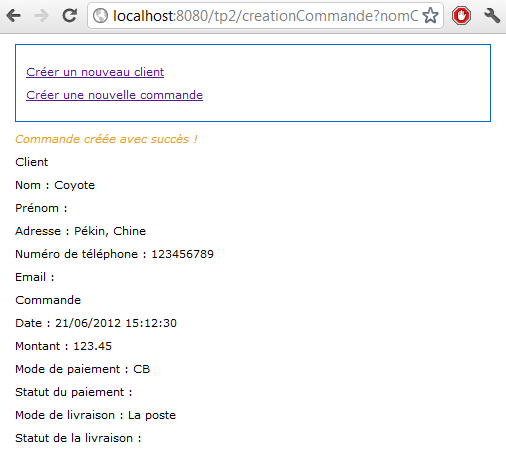 localhost:8080/tp2/creationCommande?nomC
Créer un nouveau client
Créer une nouvelle commande
Commande créée avec succès !
Client
Nom : Coyote
Prénom :
Adresse : Pékin, Chine
Numéro de téléphone : 123456789
Email :
Commande
Date : 21/06/2012 15:12:30
Montant : 123.45
Mode de paiement : CB
Statut du paiement :
Mode de livraison : La poste
Statut de la livraison :